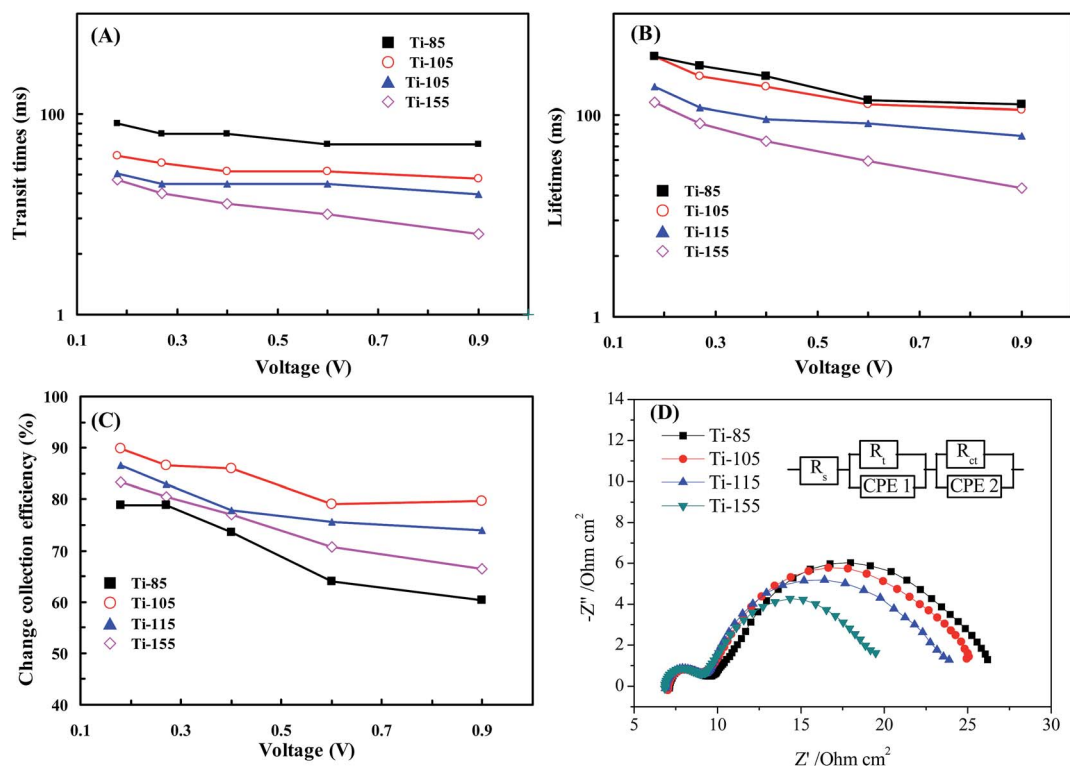 (A)
Ti-85
Ti-105
Ti-105
Ti-155
Transit times (ms)
100
1
0.1
0.3
0.5
0.7
0.9
Voltage (V)
(B)
Ti-85
Ti-105
Ti-115
Ti-155
Lifetimes (ms)
100
1
0.1
0.3
0.5
0.7
0.9
Voltage (V)
(C)
Ti-85
Ti-105
Ti-115
Ti-155
Change collection efficiency (%)
100
90
80
70
60
50
40
0.1
0.3
0.5
0.7
0.9
Voltage (V)
(D)
Ti-85
Ti-105
Ti-115
Ti-155
Rs
Rt
CPE 1
Rct
CPE 2
-Z'' /Ohm cm²
14
12
10
8
6
4
2
0
5
10
15
20
25
30
Z' /Ohm cm²